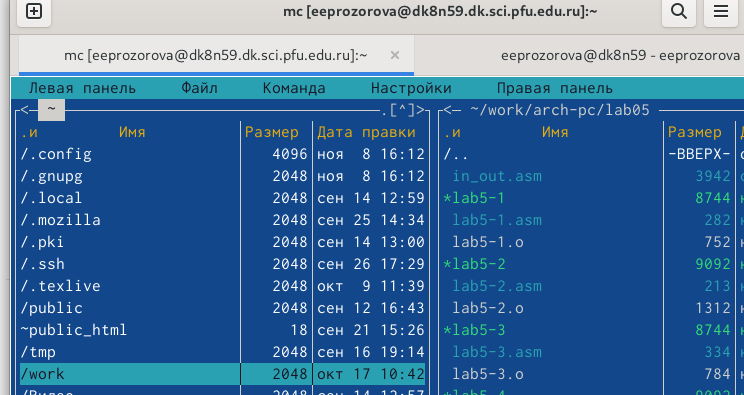 mc [eeprozorova@dk8n59.dk.sci.pfu.edu.ru]:~
mc [eeprozorova@dk8n59.dk.sci.pfu.edu.ru]:~ × eeprozorova@dk8n59 - eeprozorova
Левая панель Файл Команда Настройки Правая панель
<— ~ .[^]> <— ~/work/arch-pc/lab05
.и Имя Размер Дата правки .и Имя Размер
/.config 4096 ноя 8 16:12 /.. -ВВЕРХ-
/.gnupg 2048 ноя 8 16:12 in_out.asm 3942
/.local 2048 сен 14 12:59 *lab5-1 8744
/.mozilla 2048 сен 25 14:34 lab5-1.asm 282
/.pki 2048 сен 14 13:00 lab5-1.o 752
/.ssh 2048 сен 26 17:29 *lab5-2 9092
/.texlive 2048 окт 9 11:39 lab5-2.asm 213
/public 2048 сен 12 16:43 lab5-2.o 1312
~public_html 18 сен 21 15:26 *lab5-3 8744
/tmp 2048 сен 16 19:14 lab5-3.asm 334
/work 2048 окт 17 10:42 lab5-3.o 784